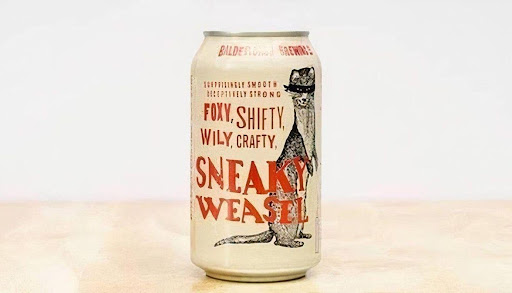 BREWING
SURPRISINGLY SMOOTH
DECEPTIVELY STRONG
FOXY, SHIFTY,
WILY, CRAFTY,
SNEAKY
WEASEL